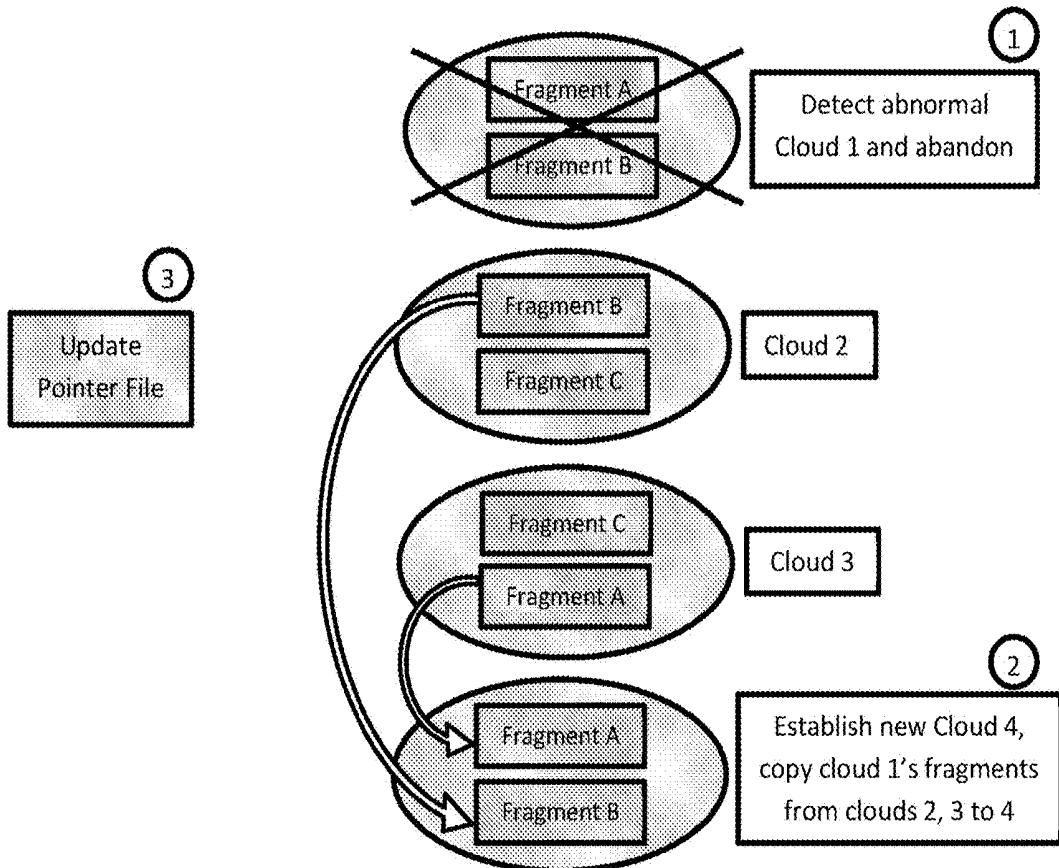 1
Fragment A
Fragment B
Detect abnormal
Cloud 1 and abandon
3
Update
Pointer File
Fragment B
Fragment C
Cloud 2
Fragment C
Fragment A
Cloud 3
2
Fragment A
Fragment B
Establish new Cloud 4,
copy cloud 1's fragments
from clouds 2, 3 to 4